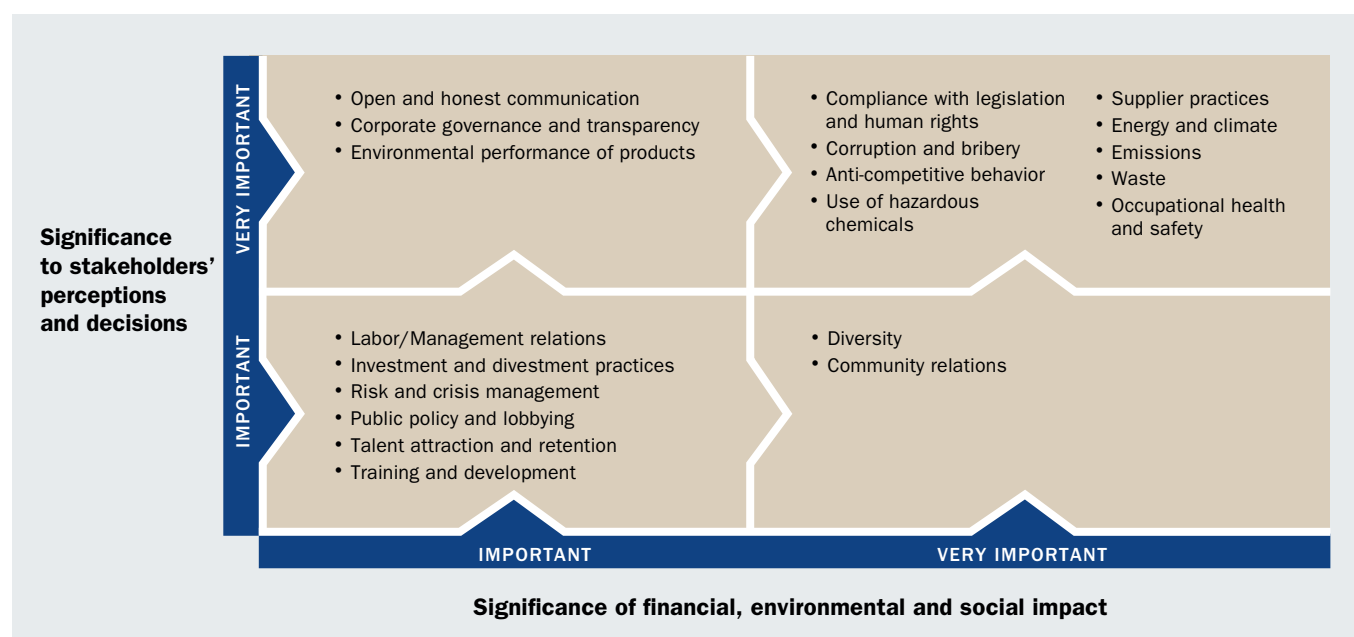 Significance
to stakeholders’
perceptions
and decisions
VERY IMPORTANT
IMPORTANT
• Open and honest communication
• Corporate governance and transparency
• Environmental performance of products
• Compliance with legislation
and human rights
• Corruption and bribery
• Anti-competitive behavior
• Use of hazardous
chemicals
• Supplier practices
• Energy and climate
• Emissions
• Waste
• Occupational health
and safety
• Labor/Management relations
• Investment and divestment practices
• Risk and crisis management
• Public policy and lobbying
• Talent attraction and retention
• Training and development
• Diversity
• Community relations
IMPORTANT
VERY IMPORTANT
Significance of financial, environmental and social impact